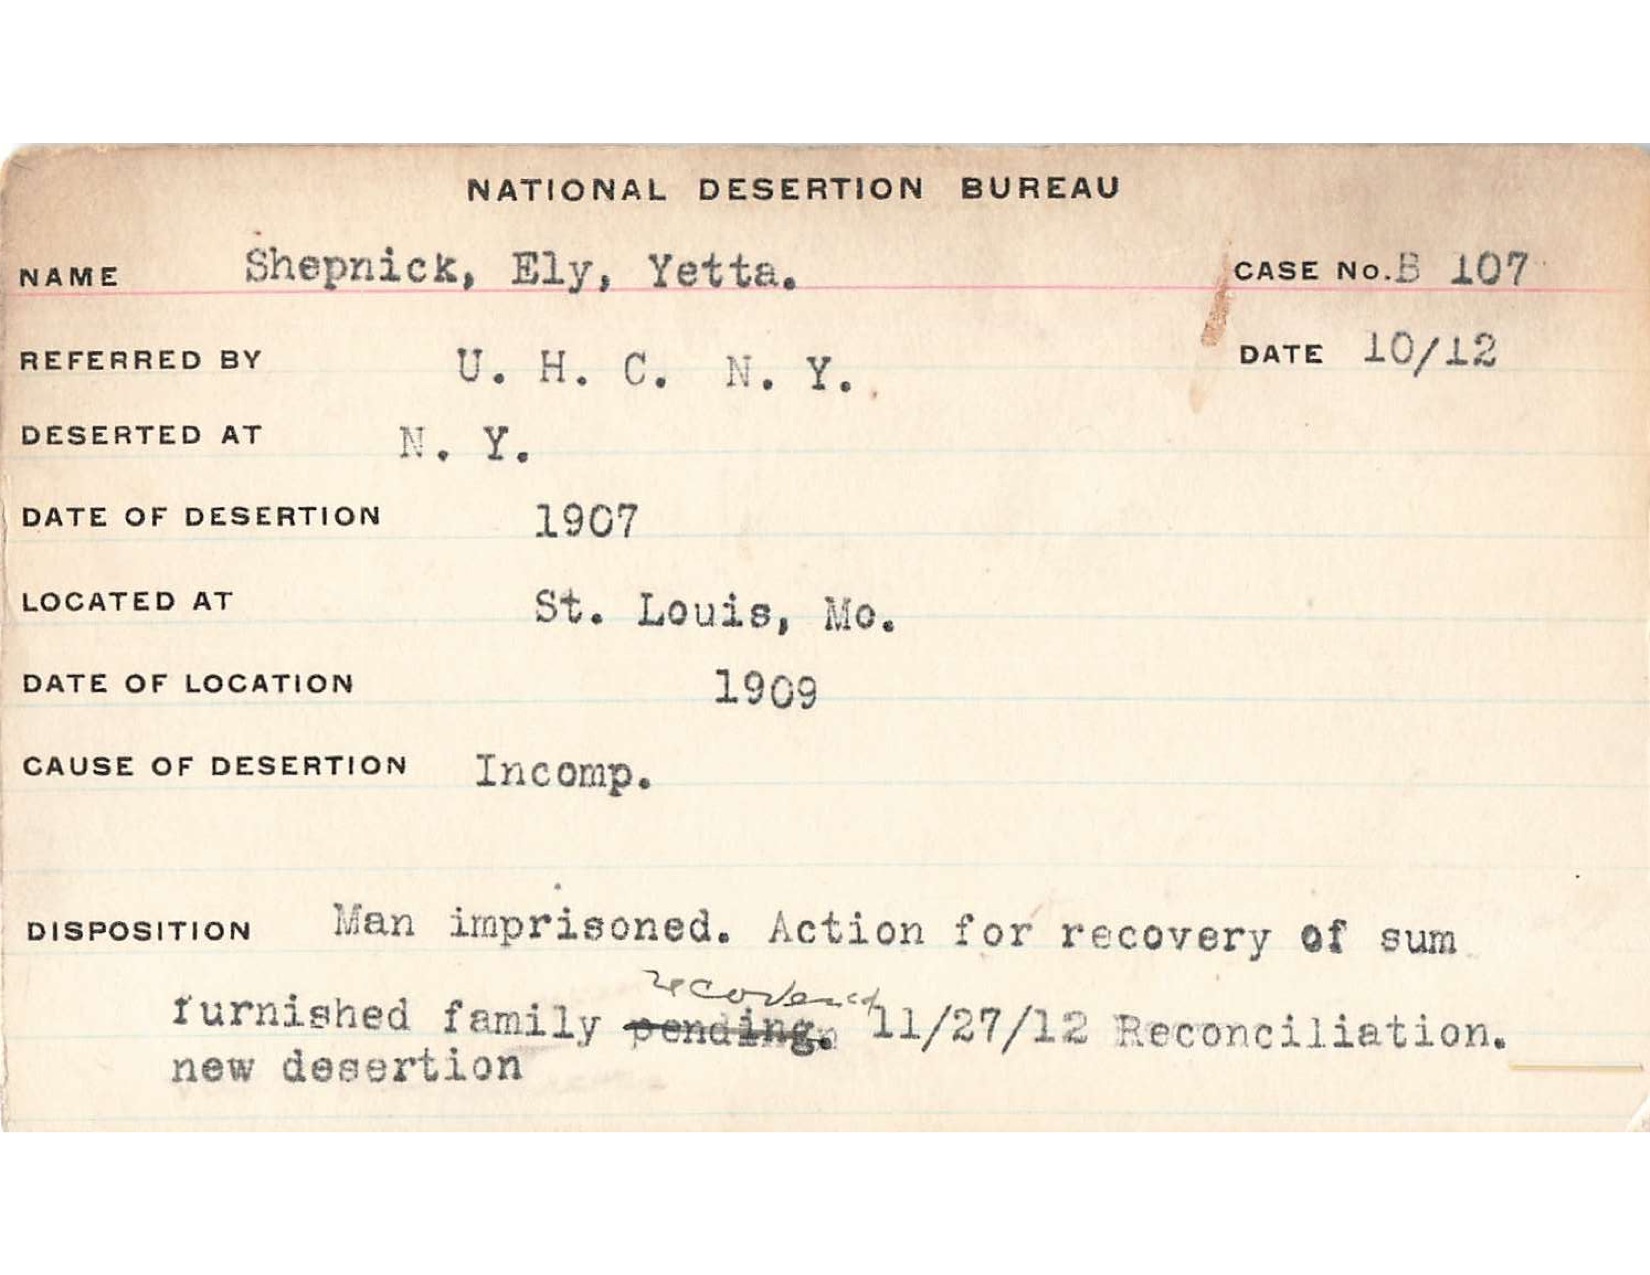 NATIONAL DESERTION BUREAU
NAME Shepnick, Ely, Yetta. CASE No. B 107
REFERRED BY U. H. C. N. Y. DATE 10/12
DESERTED AT N. Y.
DATE OF DESERTION 1907
LOCATED AT St. Louis, Mo.
DATE OF LOCATION 1909
CAUSE OF DESERTION Incomp.
DISPOSITION Man imprisoned. Action for recovery of sum
recovered
furnished family pending. 11/27/12 Reconciliation.
new desertion